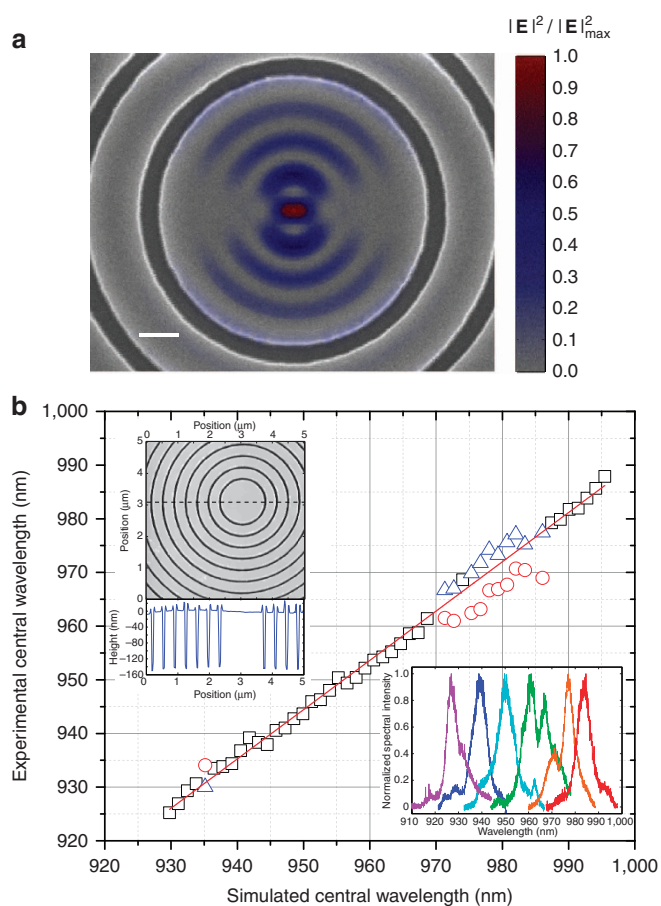 a
|E|² / |E|²max
1.0
0.9
0.8
0.7
0.6
0.5
0.4
0.3
0.2
0.1
0.0
b
1,000
990
980
970
960
950
940
930
920
Experimental central wavelength (nm)
920 930 940 950 960 970 980 990 1,000
Simulated central wavelength (nm)
Position (μm)
0 1 2 3 4 5
Position (μm)
0
1
2
3
4
5
Height (nm)
0
−40
−80
−120
−160
0 1 2 3 4 5
Position (μm)
Normalized spectral intensity
1.0
0.8
0.6
0.4
0.2
0
910 920 930 940 950 960 970 980 990 1,000
Wavelength (nm)